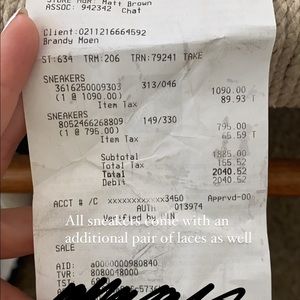 STORE MGR: Matt Brown
ASSOC: 942342 Chaf
Client:0211216664592
Brandy Moen
ST:634 TRM:206 TRN:79241 TAKE
SNEAKERS
3616250009303 313/046
(1 @ 1090.00) 1090.00
Item Tax 89.93 T
SNEAKERS
8052466268809 149/330
(1 @ 795.00) 795.00
Item Tax 65.59 T
Subtotal 1885.00
Total Tax 155.52
Total 2040.52
Debit 2040.52
ACCT # /C xxxxxxxxxxxx3450 Apprvd-00
AUTH 013974
All sneakers come with an
Verified by
additional pair of laces as well
SALE
AID: a0000000980840
TVR: 8080048000